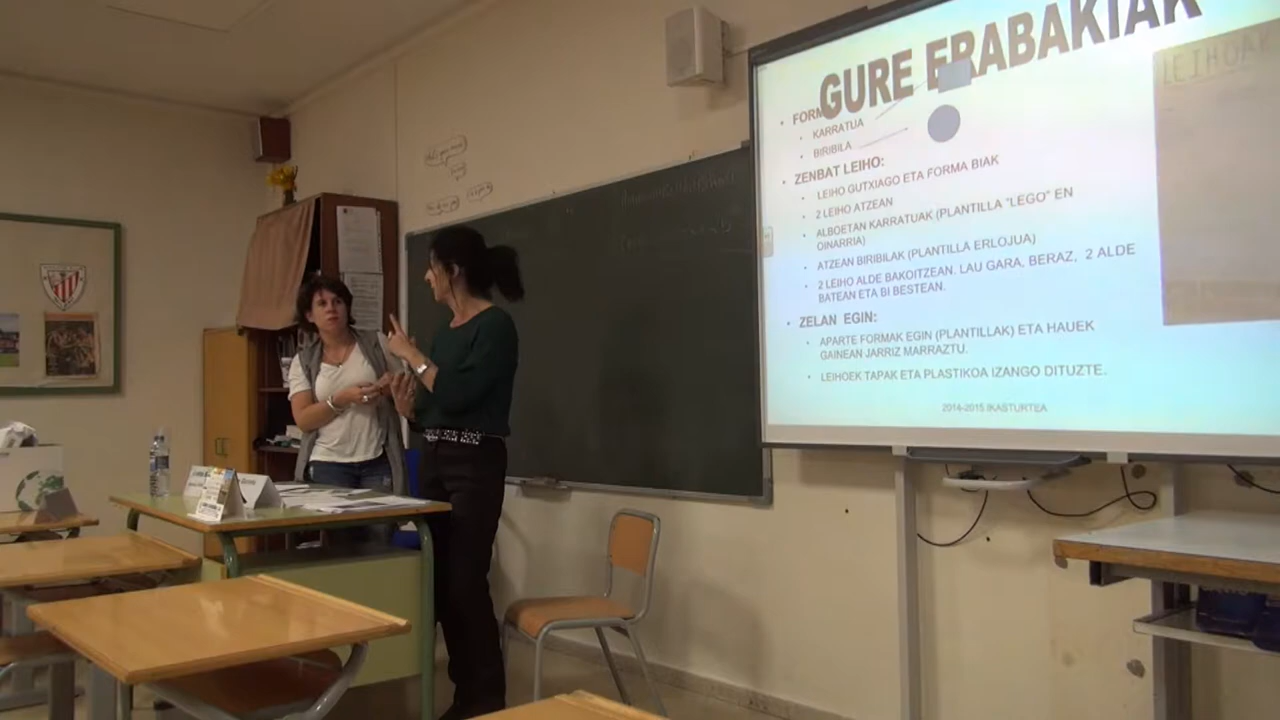 GURE ERABAKIAK
KARRATUA
BIRIBILA
ZENBAT LEIHO:
LEIHO GUTXIAGO ETA FORMA BIAK
2 LEIHO ATZEAN
ALBOETAN KARRATUAK (PLANTILLA "LEGO" EN
OINARRIA)
ATZEAN BIRIBILAK (PLANTILLA ERLOJUA)
2 LEIHO ALDE BAKOITZEAN. LAU GARA, BERAZ, 2 ALDE
BATEAN ETA BI BESTEAN.
ZELAN EGIN:
APARTE FORMAK EGIN (PLANTILLAK) ETA HAUEK
GAINEAN JARRIZ MARRAZTU.
LEIHOEK TAPAK ETA PLASTIKOA IZANGO DITUZTE.
2014-2015 IKASTURTEA
LEIHOAK